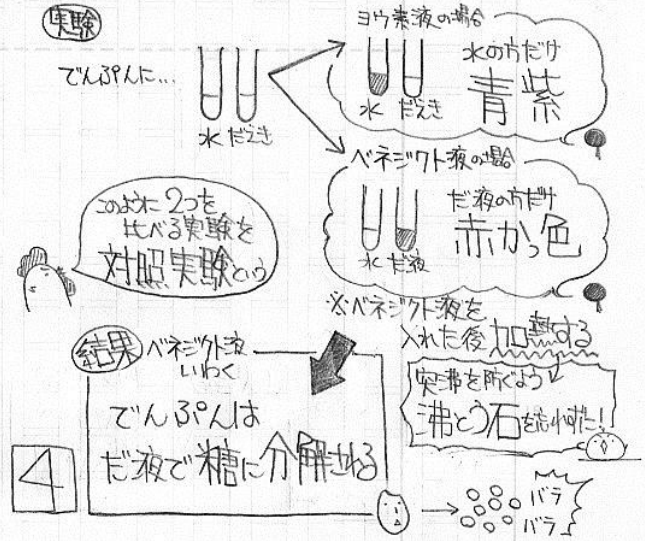 実験
でんぷんに...
水 だえき
ヨウ素液の場合
水の方だけ
青紫
水 だえき
ベネジクト液の場合
だ液の方だけ
赤かっ色
水 だ液
このように2つを
比べる実験を
対照実験という
※ベネジクト液を
入れた後加熱する
突沸を防ぐよう
沸とう石を忘れずに!
結果 ベネジクト液
いわく
でんぷんは
だ液で糖に分解される
4
バラ
バラ